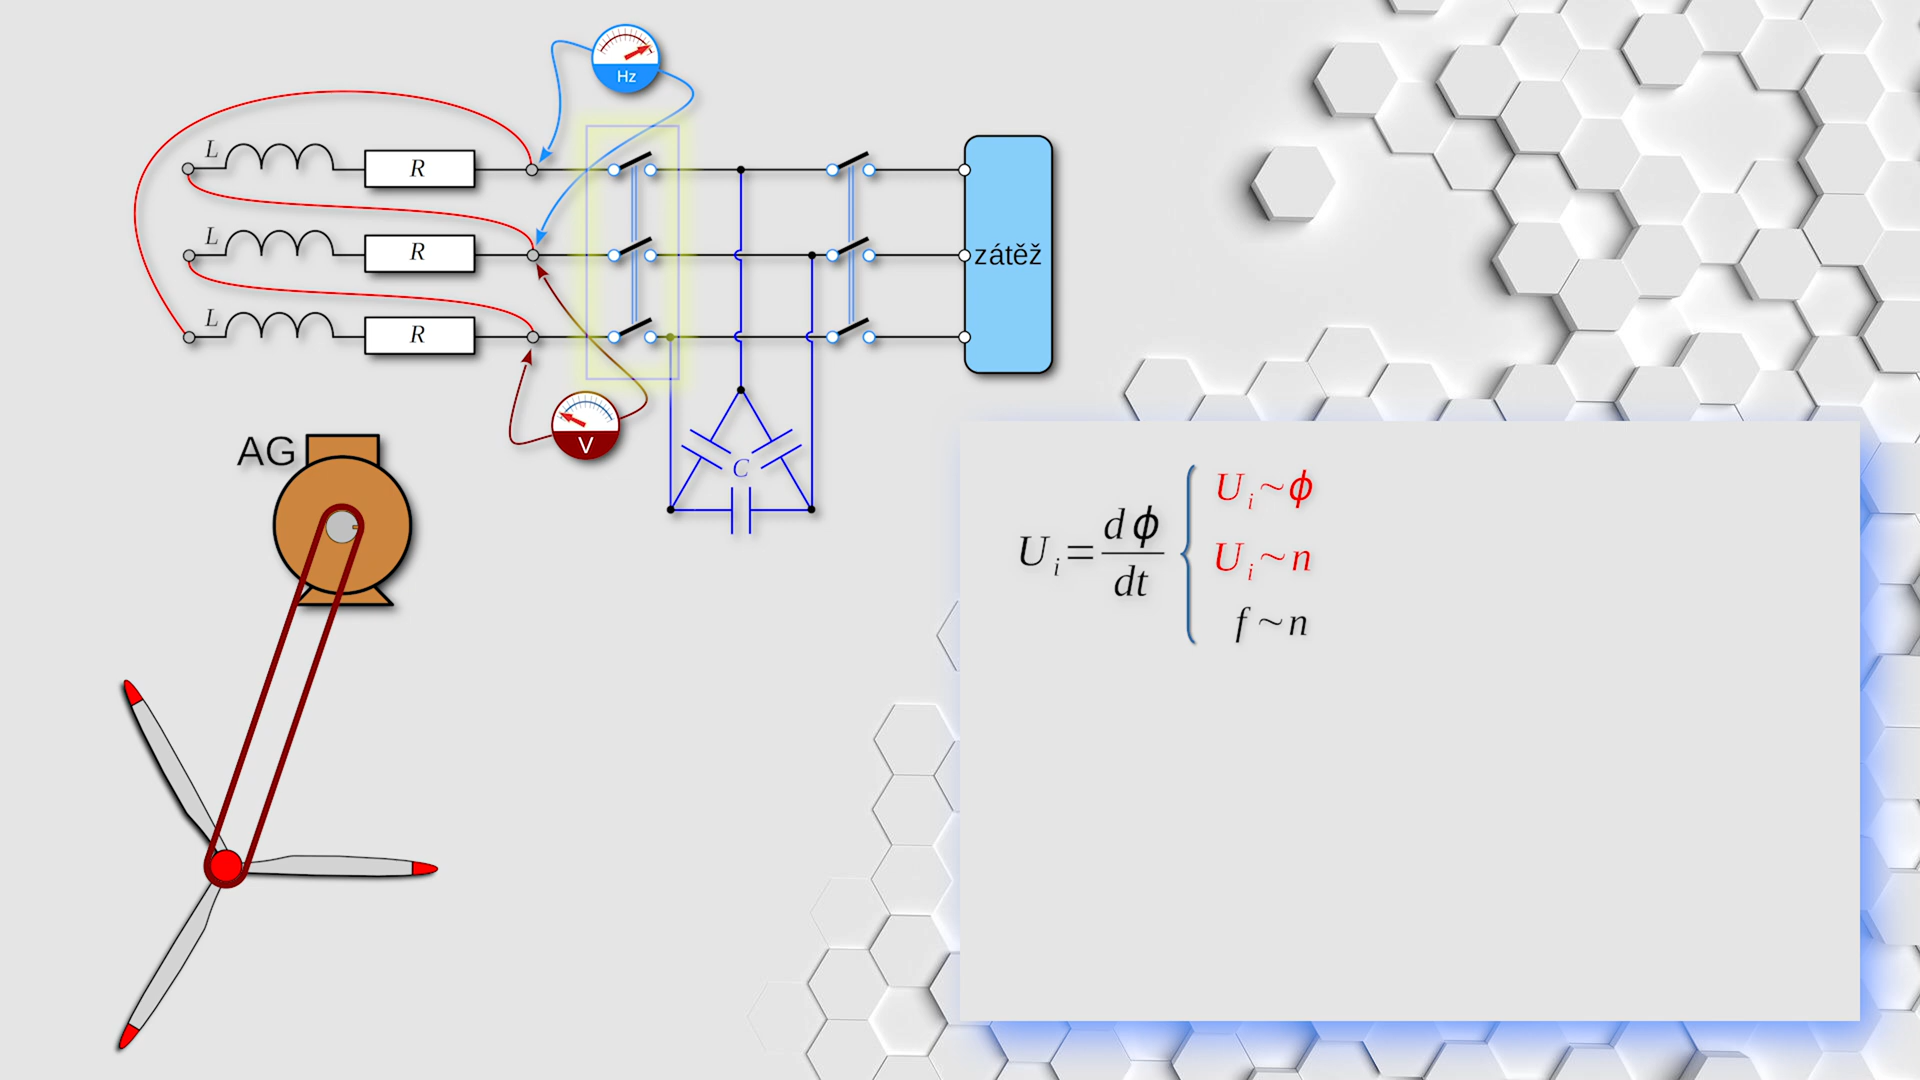 Hz
L R
L R
zátěž
L R
V
AG
C
U_i = dϕ/dt { U_i ~ ϕ
U_i ~ n
f ~ n